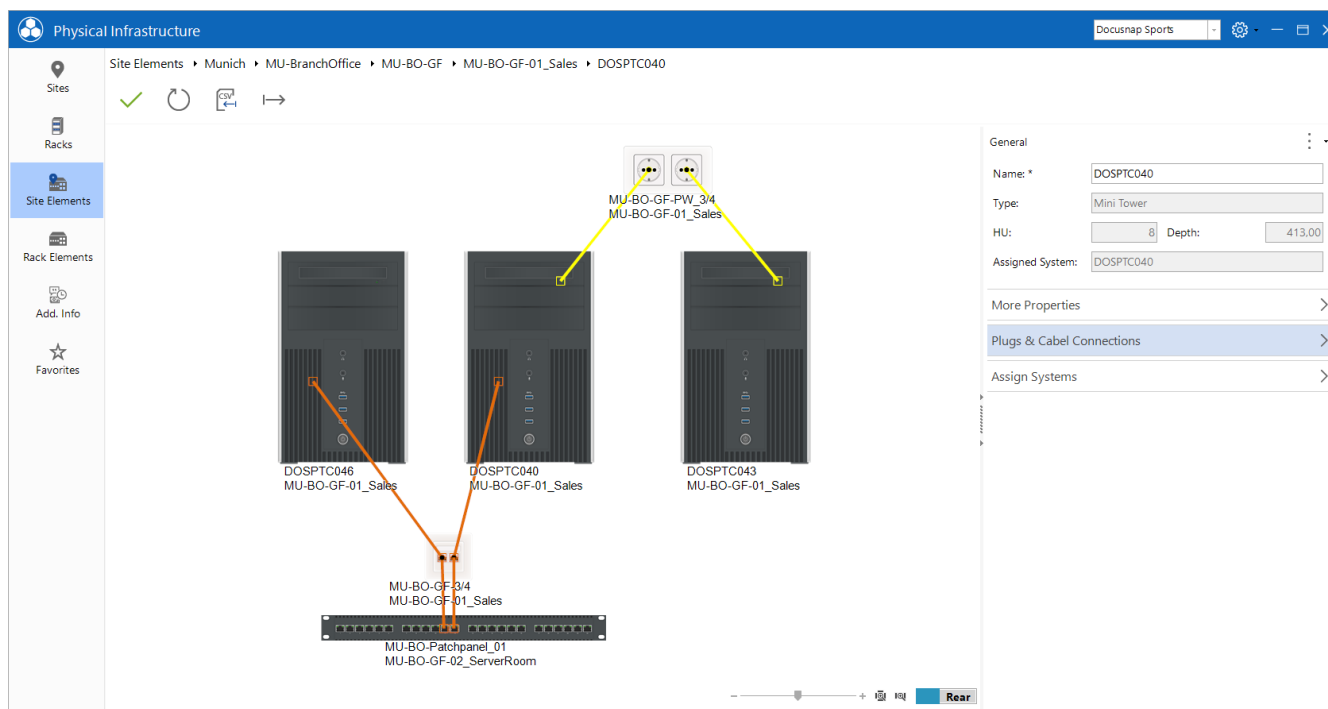 Physical Infrastructure
Docusnap Sports
Site Elements Munich MU-BranchOffice MU-BO-GF MU-BO-GF-01_Sales DOSPTC040
Sites
Racks
Site Elements
Rack Elements
Add. Info
Favorites
CSV
MU-BO-GF-PW_3/4
MU-BO-GF-01_Sales
DOSPTC046
MU-BO-GF-01_Sales
DOSPTC040
MU-BO-GF-01_Sales
DOSPTC043
MU-BO-GF-01_Sales
MU-BO-GF-3/4
MU-BO-GF-01_Sales
MU-BO-Patchpanel_01
MU-BO-GF-02_ServerRoom
Rear
General
Name: * DOSPTC040
Type: Mini Tower
HU: 8 Depth: 413.00
Assigned System: DOSPTC040
More Properties
Plugs & Cabel Connections
Assign Systems